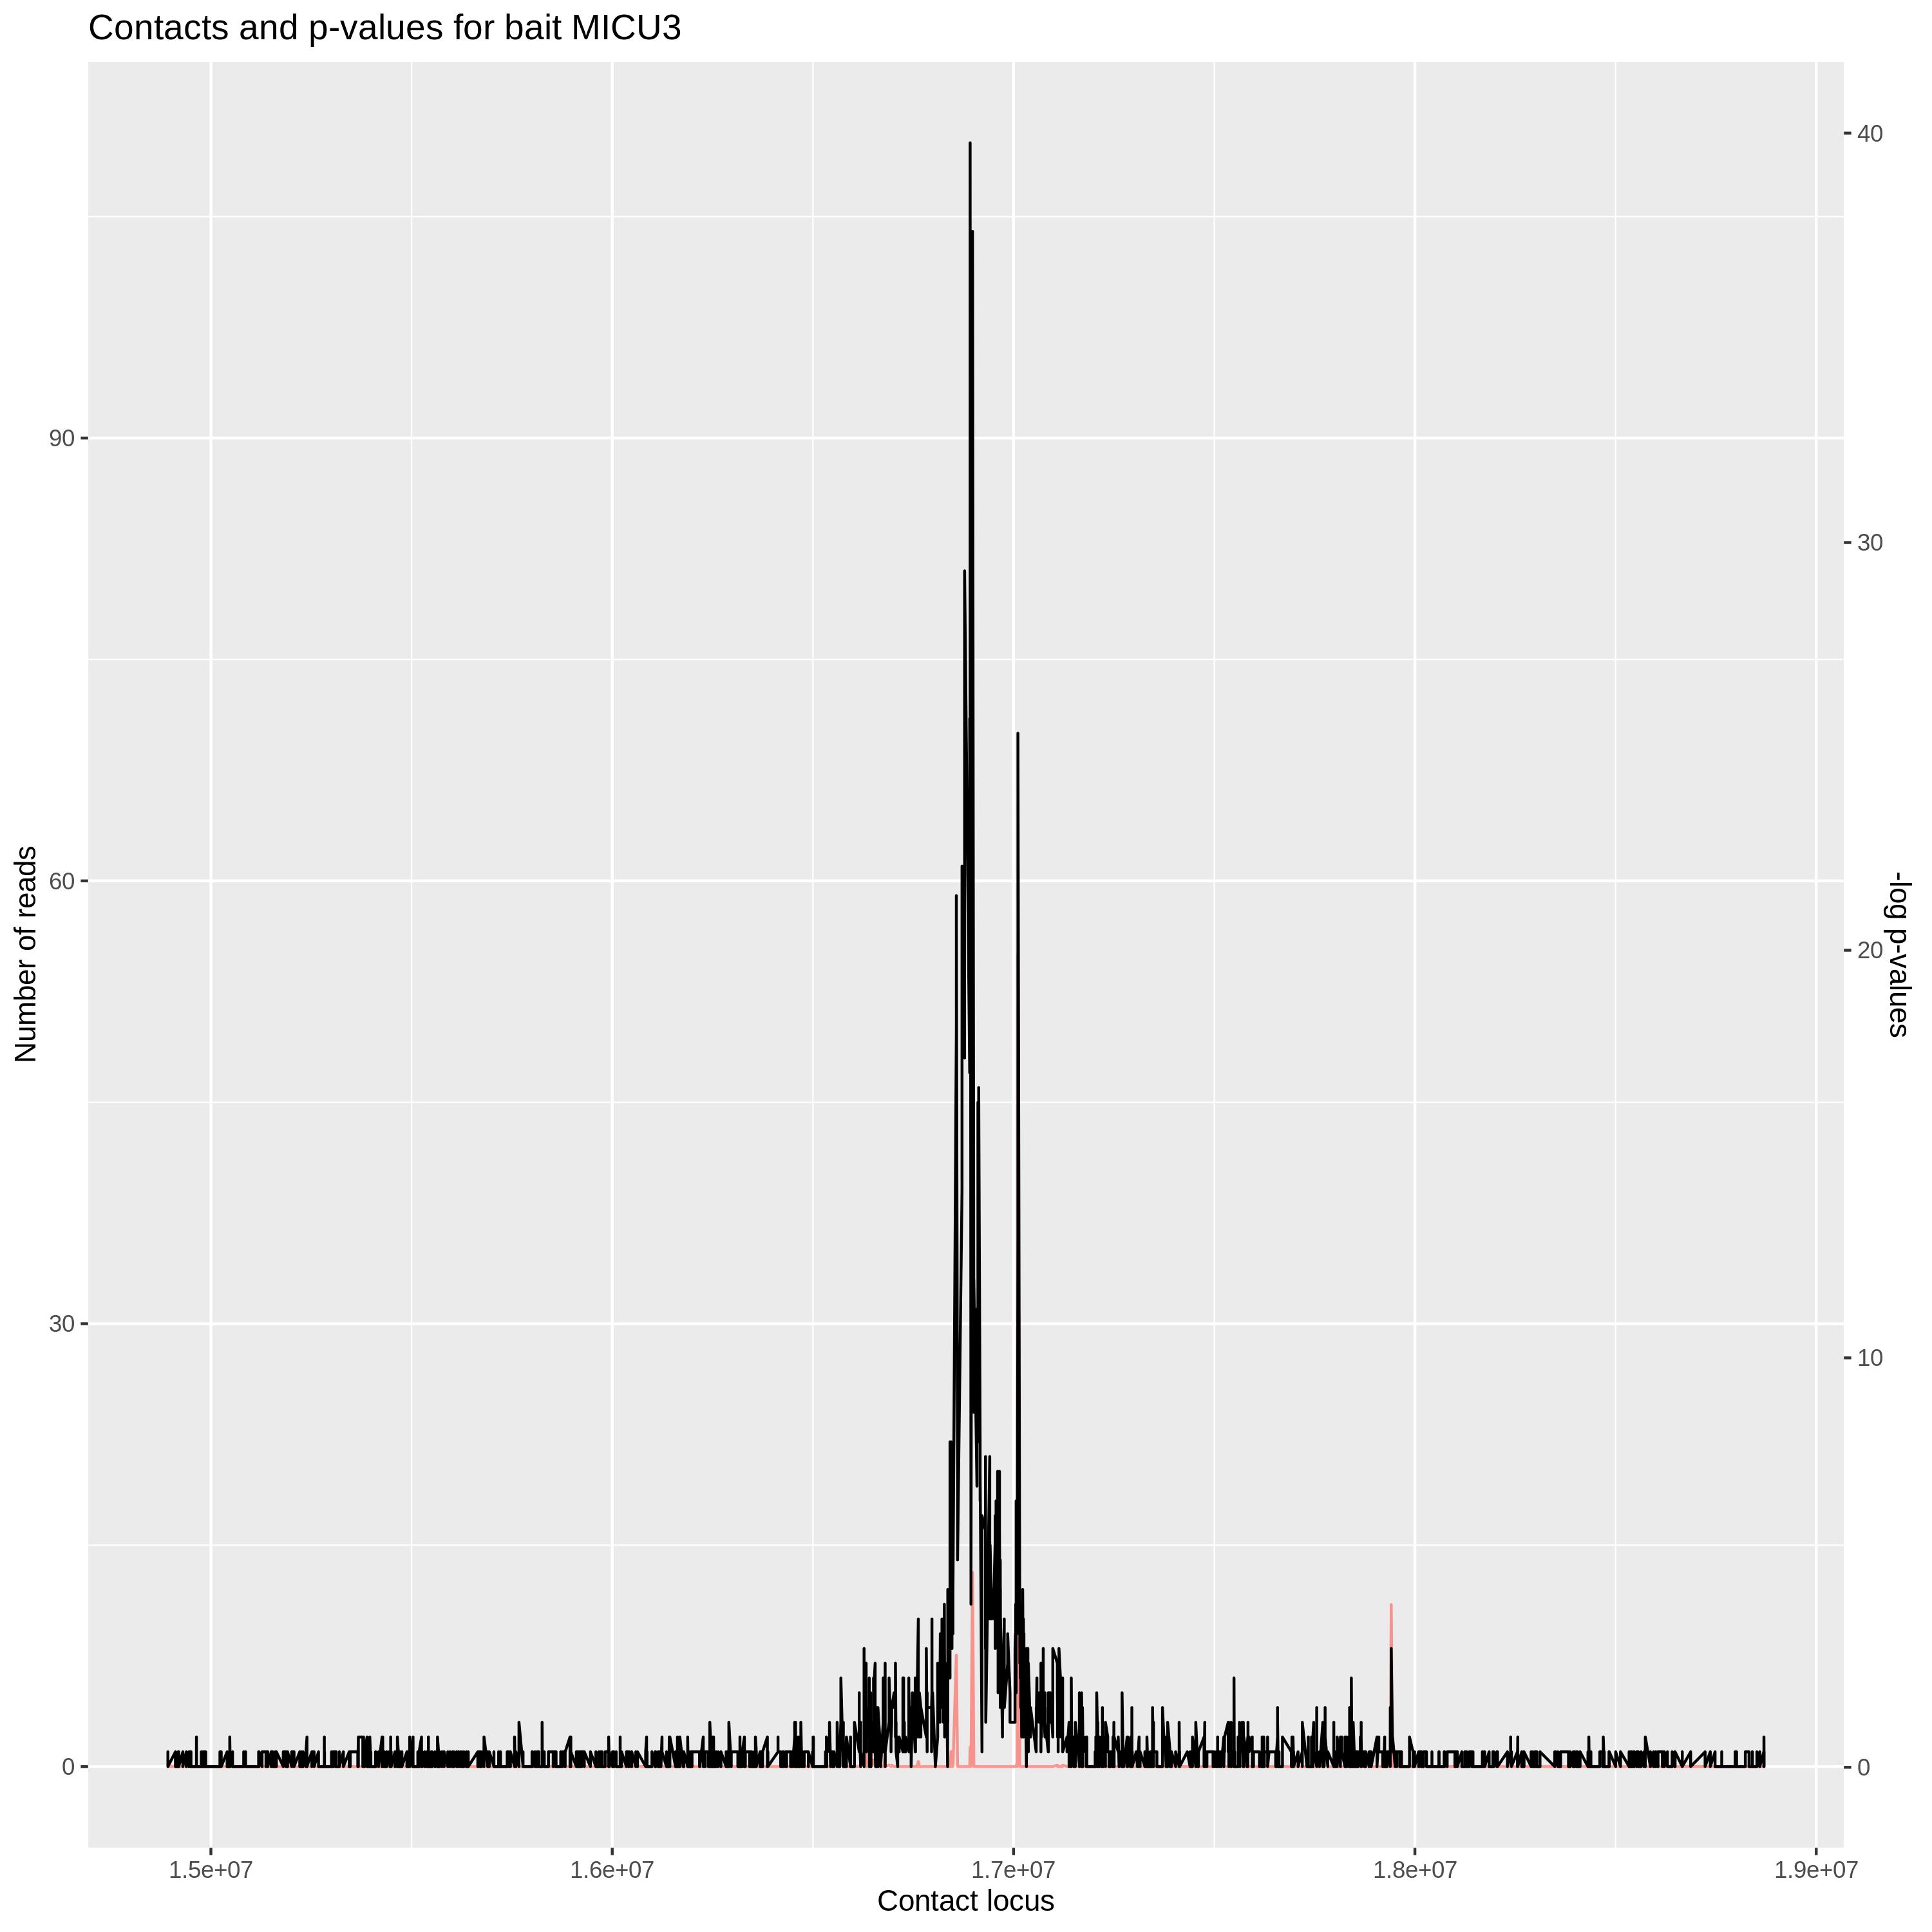 Contacts and p-values for bait MICU3
Number of reads
90
60
30
0
40
30
20
10
0
-log p-values
1.5e+07
1.6e+07
1.7e+07
1.8e+07
1.9e+07
Contact locus